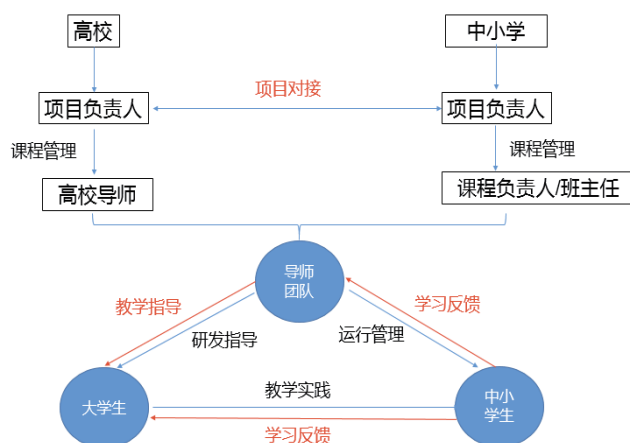 高校
中小学
项目对接
项目负责人
项目负责人
课程管理
课程管理
高校导师
课程负责人/班主任
导师
团队
教学指导
学习反馈
研发指导
运行管理
大学生
教学实践
中小
学生
学习反馈